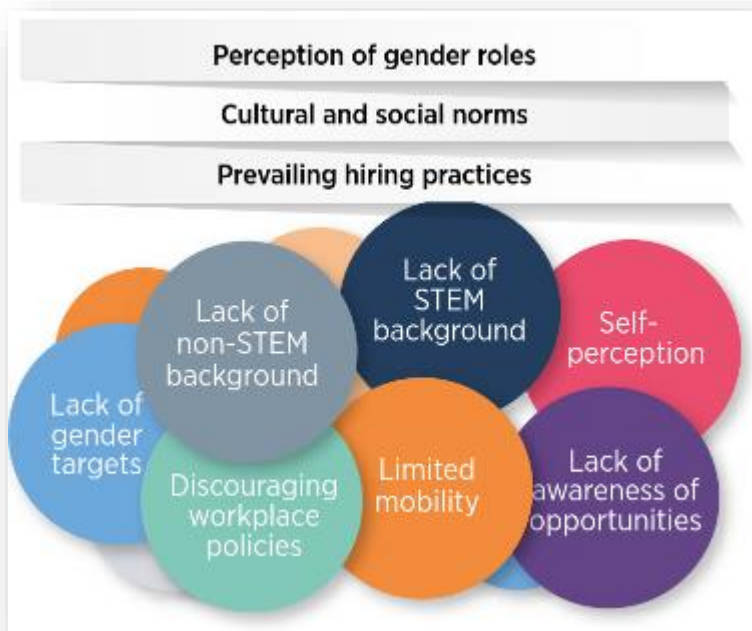 Perception of gender roles
Cultural and social norms
Prevailing hiring practices
Lack of
non-STEM
background
Lack of
STEM
background
Self-
perception
Lack of
gender
targets
Discouraging
workplace
policies
Limited
mobility
Lack of
awareness of
opportunities